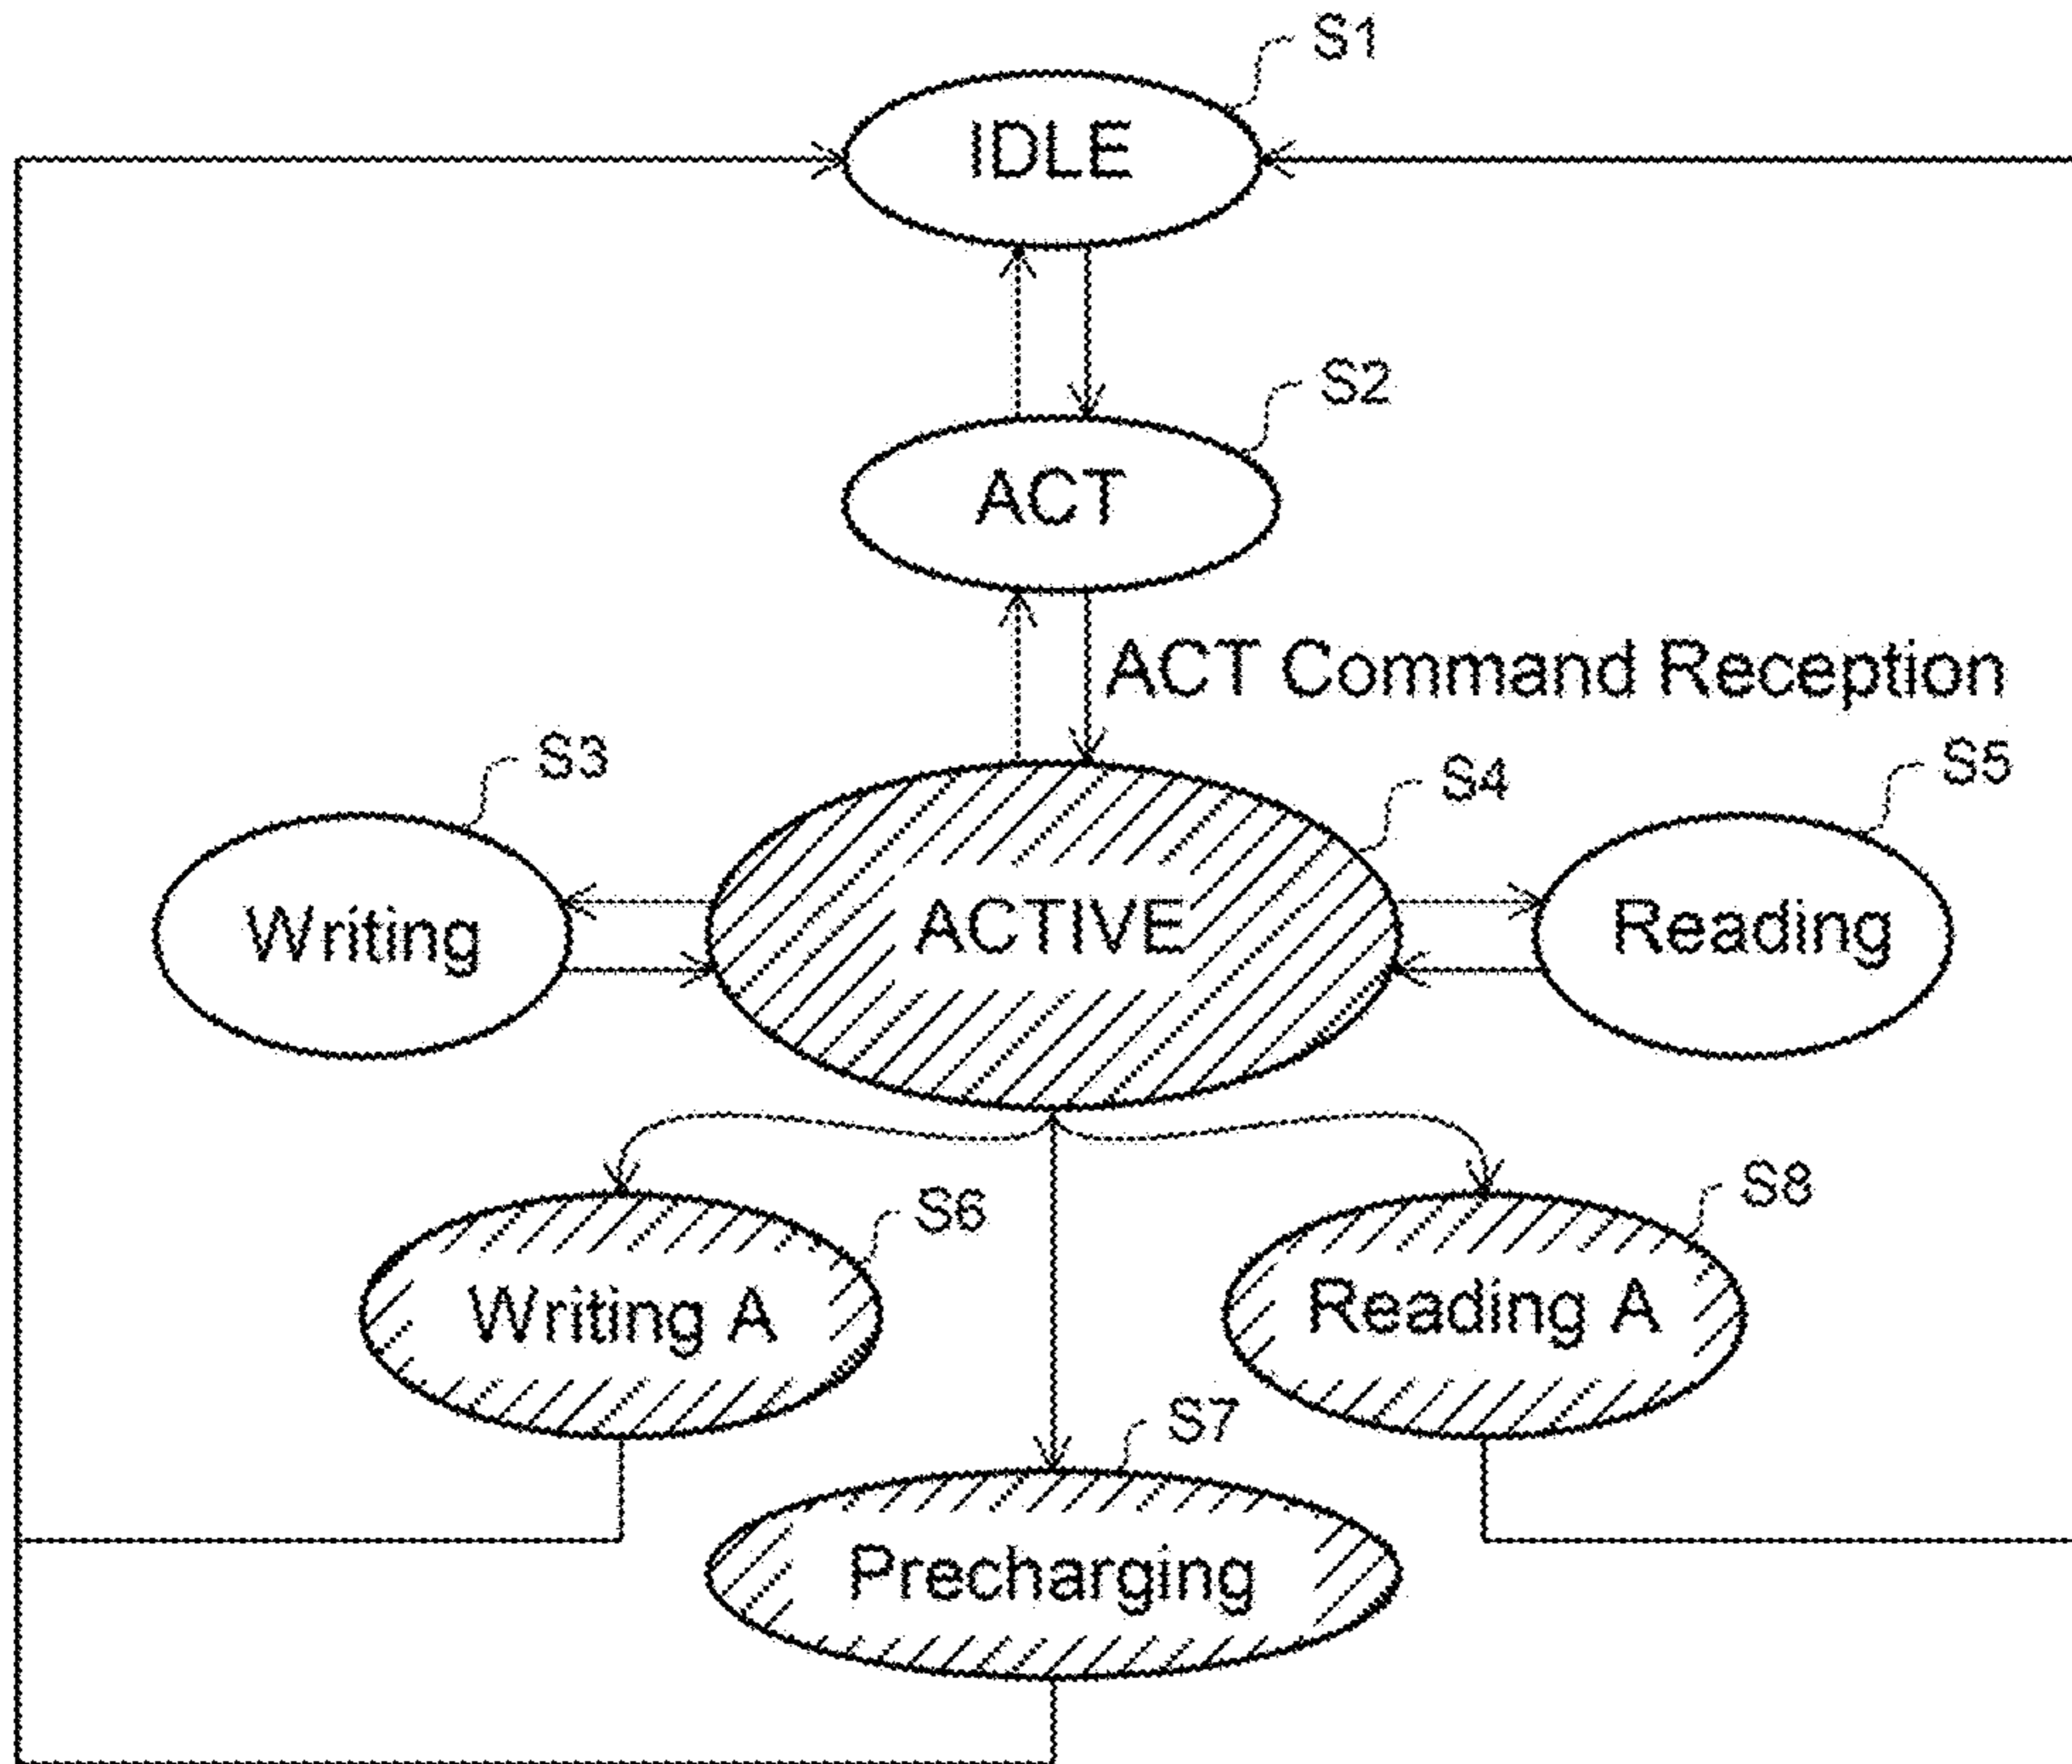 S1
IDLE
S2
ACT
ACT Command Reception
S3
S4
S5
Writing
ACTIVE
Reading
S6
S8
Writing A
Reading A
S7
Precharging